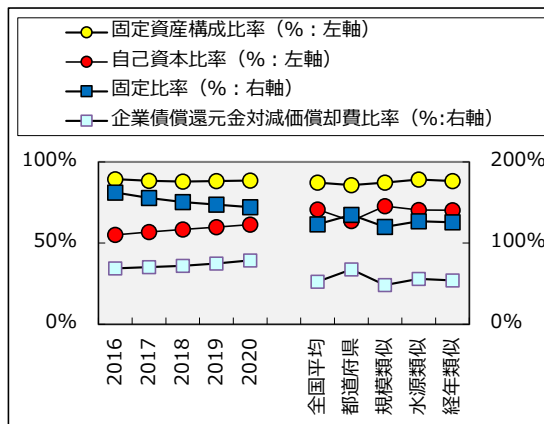 固定資産構成比率（%：左軸）
自己資本比率（%：左軸）
固定比率（%：右軸）
企業債償還元金対減価償却費比率（%:右軸）
100%
200%
50%
100%
0%
0%
2016
2017
2018
2019
2020
全国平均
都道府県
規模類似
水源類似
経年類似